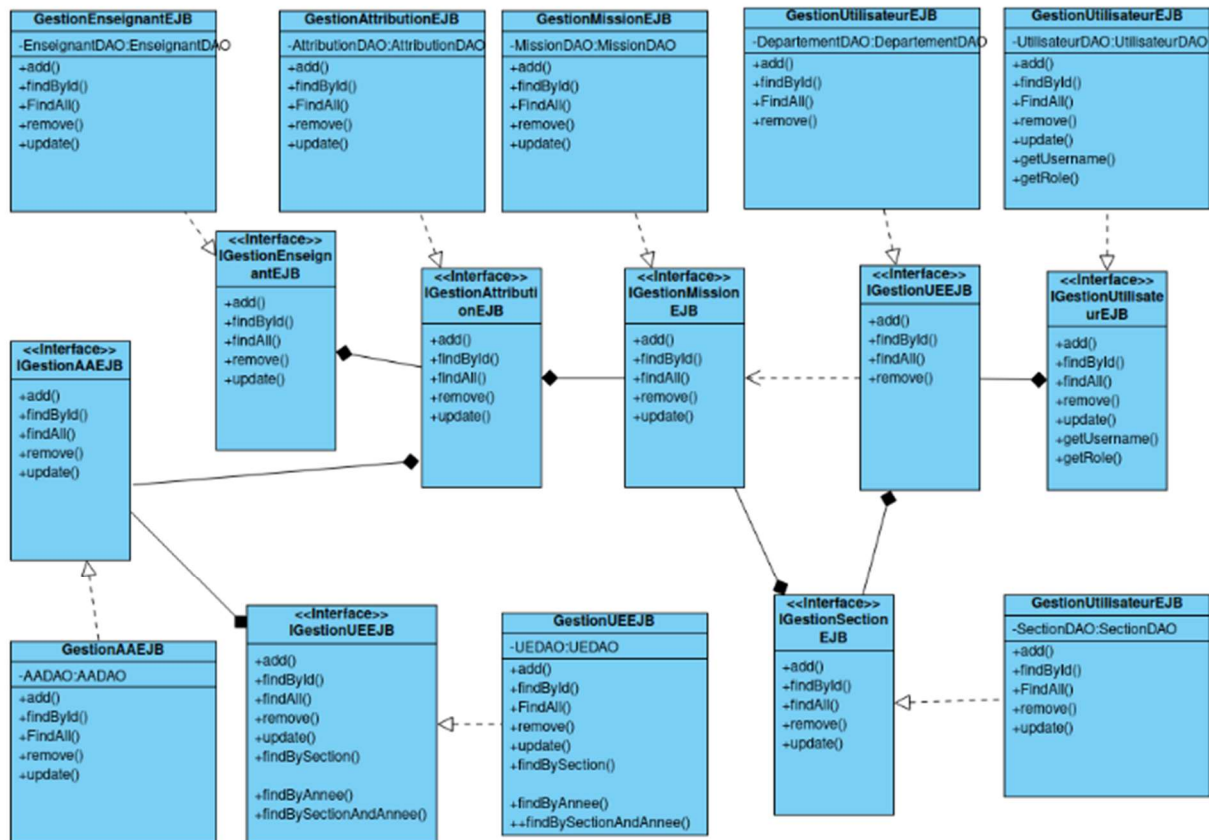 GestionEnseignantEJB
-EnseignantDAO:EnseignantDAO
+add()
+findById()
+FindAll()
+remove()
+update()
GestionAttributionEJB
-AttributionDAO:AttributionDAO
+add()
+findById()
+FindAll()
+remove()
+update()
GestionMissionEJB
-MissionDAO:MissionDAO
+add()
+findById()
+FindAll()
+remove()
+update()
GestionUtilisateurEJB
-DepartementDAO:DepartementDAO
+add()
+findById()
+FindAll()
+remove()
GestionUtilisateurEJB
-UtilisateurDAO:UtilisateurDAO
+add()
+findById()
+FindAll()
+remove()
+update()
+getUsername()
+getRole()
<<Interface>>
IGestionEnseign
antEJB
+add()
+findById()
+findAll()
+remove()
+update()
<<Interface>>
IGestionAttributi
onEJB
+add()
+findById()
+findAll()
+remove()
+update()
<<Interface>>
IGestionMission
EJB
+add()
+findById()
+findAll()
+remove()
+update()
<<Interface>>
IGestionUEEJB
+add()
+findById()
+findAll()
+remove()
<<Interface>>
IGestionUtilisate
urEJB
+add()
+findById()
+findAll()
+remove()
+update()
+getUsername()
+getRole()
<<Interface>>
IGestionAAEJB
+add()
+findById()
+findAll()
+remove()
+update()
GestionAAEJB
-AADAO:AADAO
+add()
+findById()
+FindAll()
+remove()
+update()
<<Interface>>
IGestionUEEJB
+add()
+findById()
+findAll()
+remove()
+update()
+findBySection()
+findByAnnee()
+findBySectionAndAnnee()
GestionUEEJB
-UEDAO:UEDAO
+add()
+findById()
+FindAll()
+remove()
+update()
+findBySection()
+findByAnnee()
++findBySectionAndAnnee()
<<Interface>>
IGestionSection
EJB
+add()
+findById()
+findAll()
+remove()
+update()
GestionUtilisateurEJB
-SectionDAO:SectionDAO
+add()
+findById()
+FindAll()
+remove()
+update()